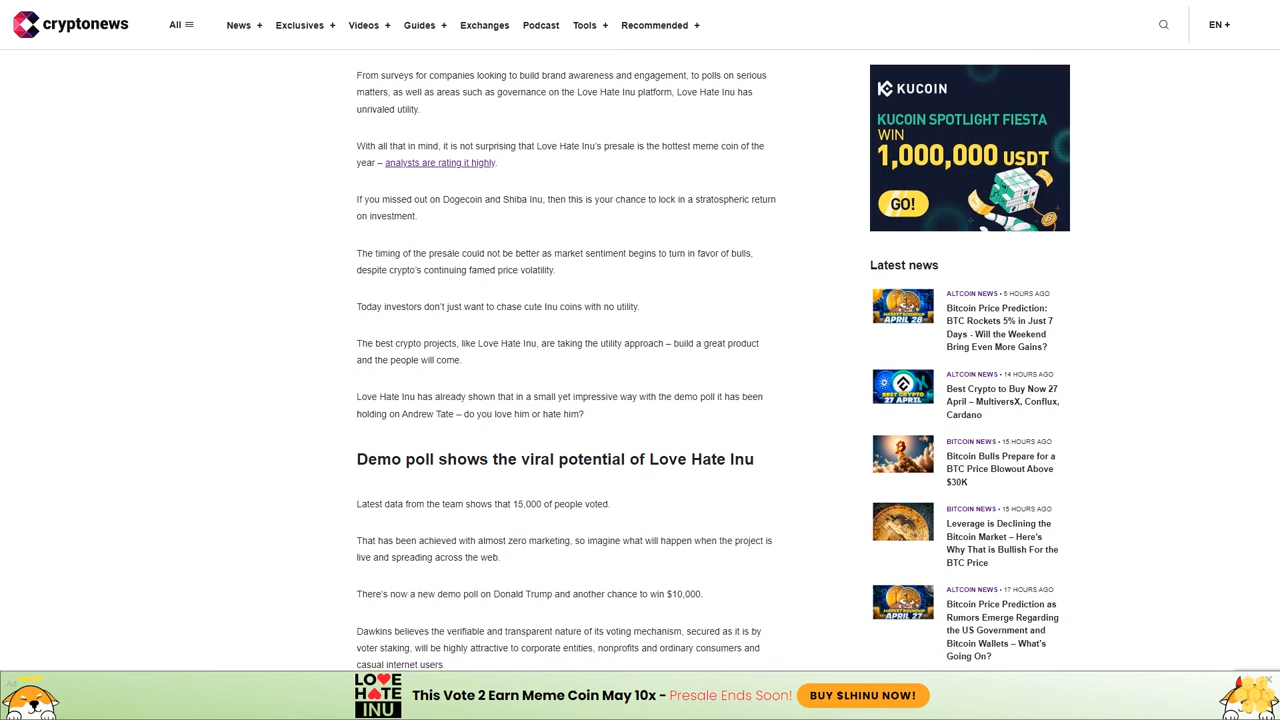 cryptonews
All
News +
Exclusives +
Videos +
Guides +
Exchanges
Podcast
Tools +
Recommended +
EN +
From surveys for companies looking to build brand awareness and engagement, to polls on serious
matters, as well as areas such as governance on the Love Hate Inu platform, Love Hate Inu has
unrivaled utility.
With all that in mind, it is not surprising that Love Hate Inu's presale is the hottest meme coin of the
year – analysts are rating it highly.
If you missed out on Dogecoin and Shiba Inu, then this is your chance to lock in a stratospheric return
on investment.
The timing of the presale could not be better as market sentiment begins to turn in favor of bulls,
despite crypto's continuing famed price volatility.
Today investors don't just want to chase cute Inu coins with no utility.
The best crypto projects, like Love Hate Inu, are taking the utility approach – build a great product
and the people will come.
Love Hate Inu has already shown that in a small yet impressive way with the demo poll it has been
holding on Andrew Tate – do you love him or hate him?
Demo poll shows the viral potential of Love Hate Inu
Latest data from the team shows that 15,000 of people voted.
That has been achieved with almost zero marketing, so imagine what will happen when the project is
live and spreading across the web.
There's now a new demo poll on Donald Trump and another chance to win $10,000.
Dawkins believes the verifiable and transparent nature of its voting mechanism, secured as it is by
voter staking, will be highly attractive to corporate entities, nonprofits and ordinary consumers and
casual internet users
KUCOIN
KUCOIN SPOTLIGHT FIESTA
WIN
1,000,000 USDT
GO!
Latest news
MARKET ROUNDUP
APRIL 28
ALTCOIN NEWS • 5 HOURS AGO
Bitcoin Price Prediction:
BTC Rockets 5% in Just 7
Days - Will the Weekend
Bring Even More Gains?
BEST CRYPTO
27 APRIL
ALTCOIN NEWS • 14 HOURS AGO
Best Crypto to Buy Now 27
April – MultiversX, Conflux,
Cardano
BITCOIN NEWS • 15 HOURS AGO
Bitcoin Bulls Prepare for a
BTC Price Blowout Above
$30K
BITCOIN NEWS • 15 HOURS AGO
Leverage is Declining the
Bitcoin Market – Here's
Why That is Bullish For the
BTC Price
MARKET ROUNDUP
APRIL 27
ALTCOIN NEWS • 17 HOURS AGO
Bitcoin Price Prediction as
Rumors Emerge Regarding
the US Government and
Bitcoin Wallets – What's
Going On?
Ad
LOVE
HATE
INU
This Vote 2 Earn Meme Coin May 10x - Presale Ends Soon!
BUY $LHINU NOW!